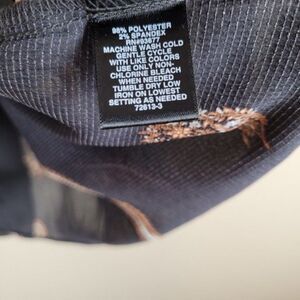 98% POLYESTER
2% SPANDEX
RN#93677
MACHINE WASH COLD
GENTLE CYCLE
WITH LIKE COLORS
USE ONLY NON-
CHLORINE BLEACH
WHEN NEEDED
TUMBLE DRY LOW
IRON ON LOWEST
SETTING AS NEEDED
72613-3